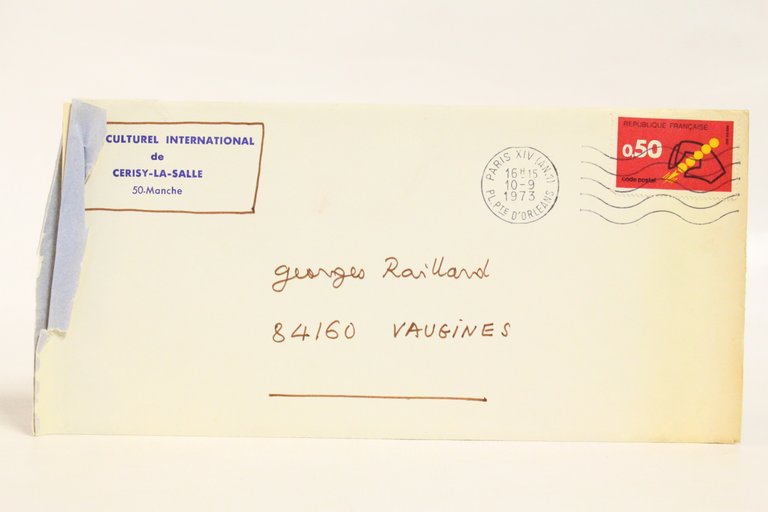 CULTUREL INTERNATIONAL
de
CERISY-LA-SALLE
50-Manche
PARIS XIV
16H15
10-9
1973
PL. PTE D'ORLEANS
REPUBLIQUE FRANÇAISE
0,50
code postal
georges Raillard
84160 VAUGINES